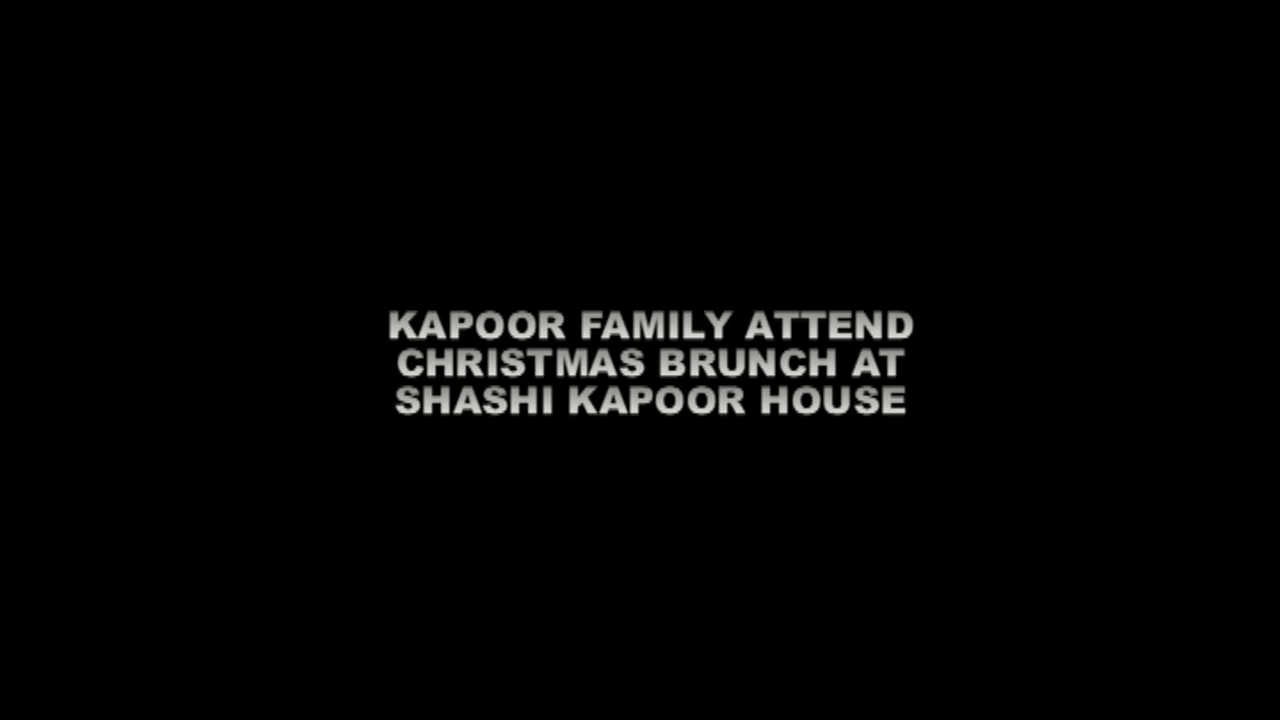 KAPOOR FAMILY ATTEND
CHRISTMAS BRUNCH AT
SHASHI KAPOOR HOUSE